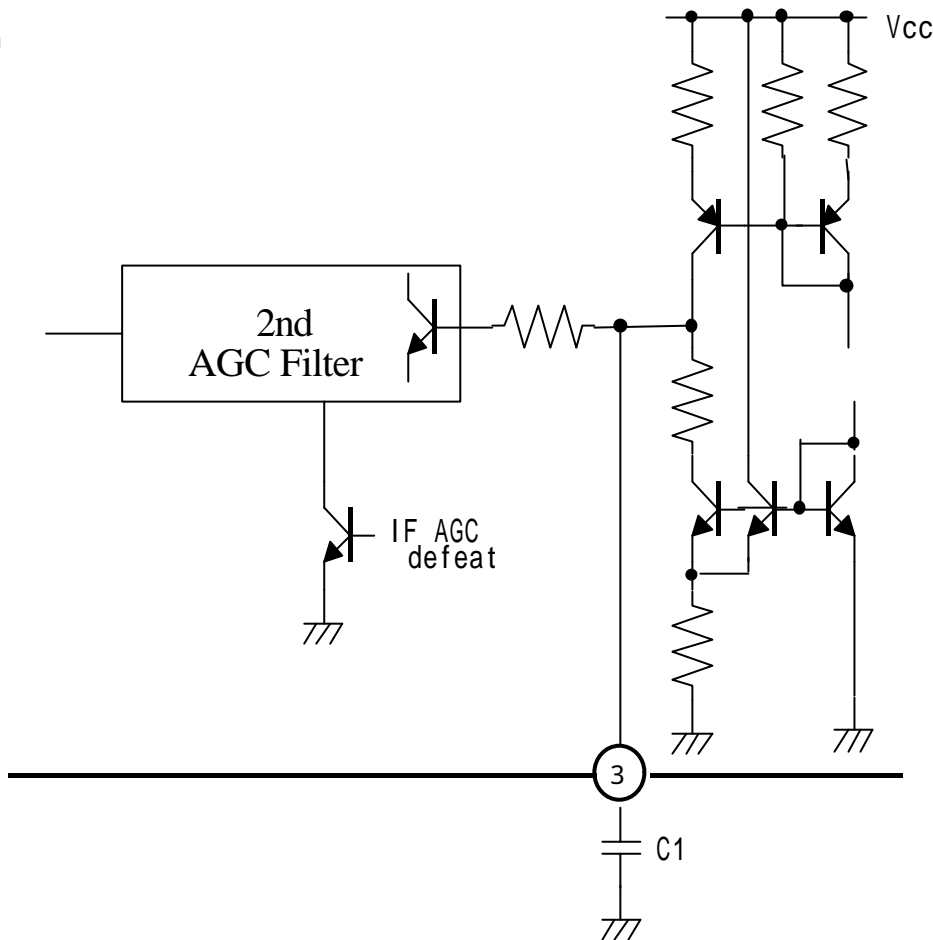 Vcc
2nd
AGC Filter
IF AGC
defeat
3
C1